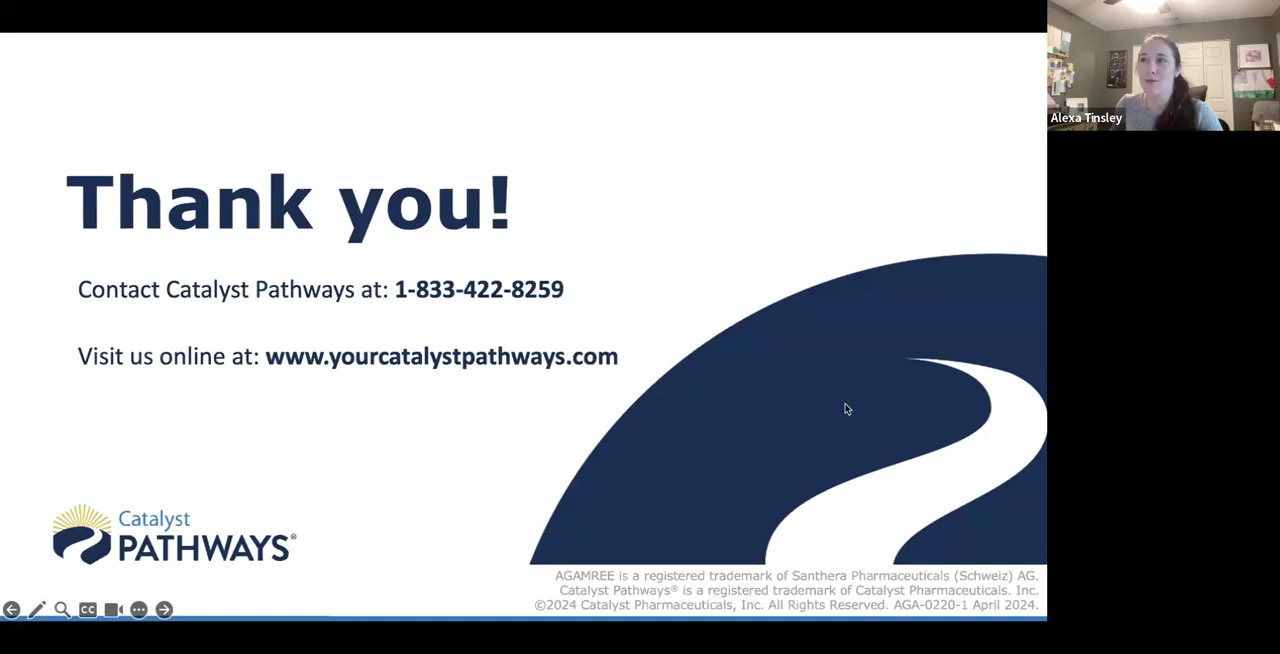 Alexa Tinsley
Thank you!
Contact Catalyst Pathways at: 1-833-422-8259
Visit us online at: www.yourcatalystpathways.com
Catalyst
PATHWAYS®
AGAMREE is a registered trademark of Santhera Pharmaceuticals (Schweiz) AG.
Catalyst Pathways® is a registered trademark of Catalyst Pharmaceuticals. Inc.
©2024 Catalyst Pharmaceuticals, Inc. All Rights Reserved. AGA-0220-1 April 2024.
CC